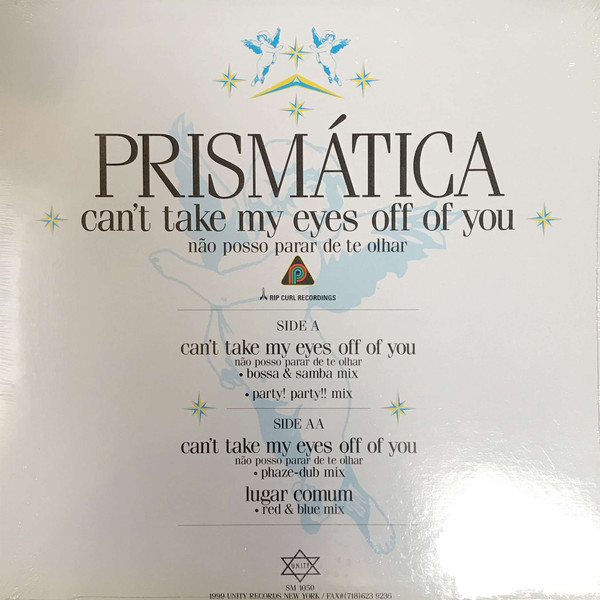 PRISMÁTICA
can't take my eyes off of you
não posso parar de te olhar
RIP CURL RECORDINGS
SIDE A
can't take my eyes off of you
não posso parar de te olhar
• bossa & samba mix
• party! party!! mix
SIDE AA
can't take my eyes off of you
não posso parar de te olhar
• phaze-dub mix
lugar comum
• red & blue mix
UNITY
SM 1050
1999 UNITY RECORDS NEW YORK / FAX#(718)623 9236